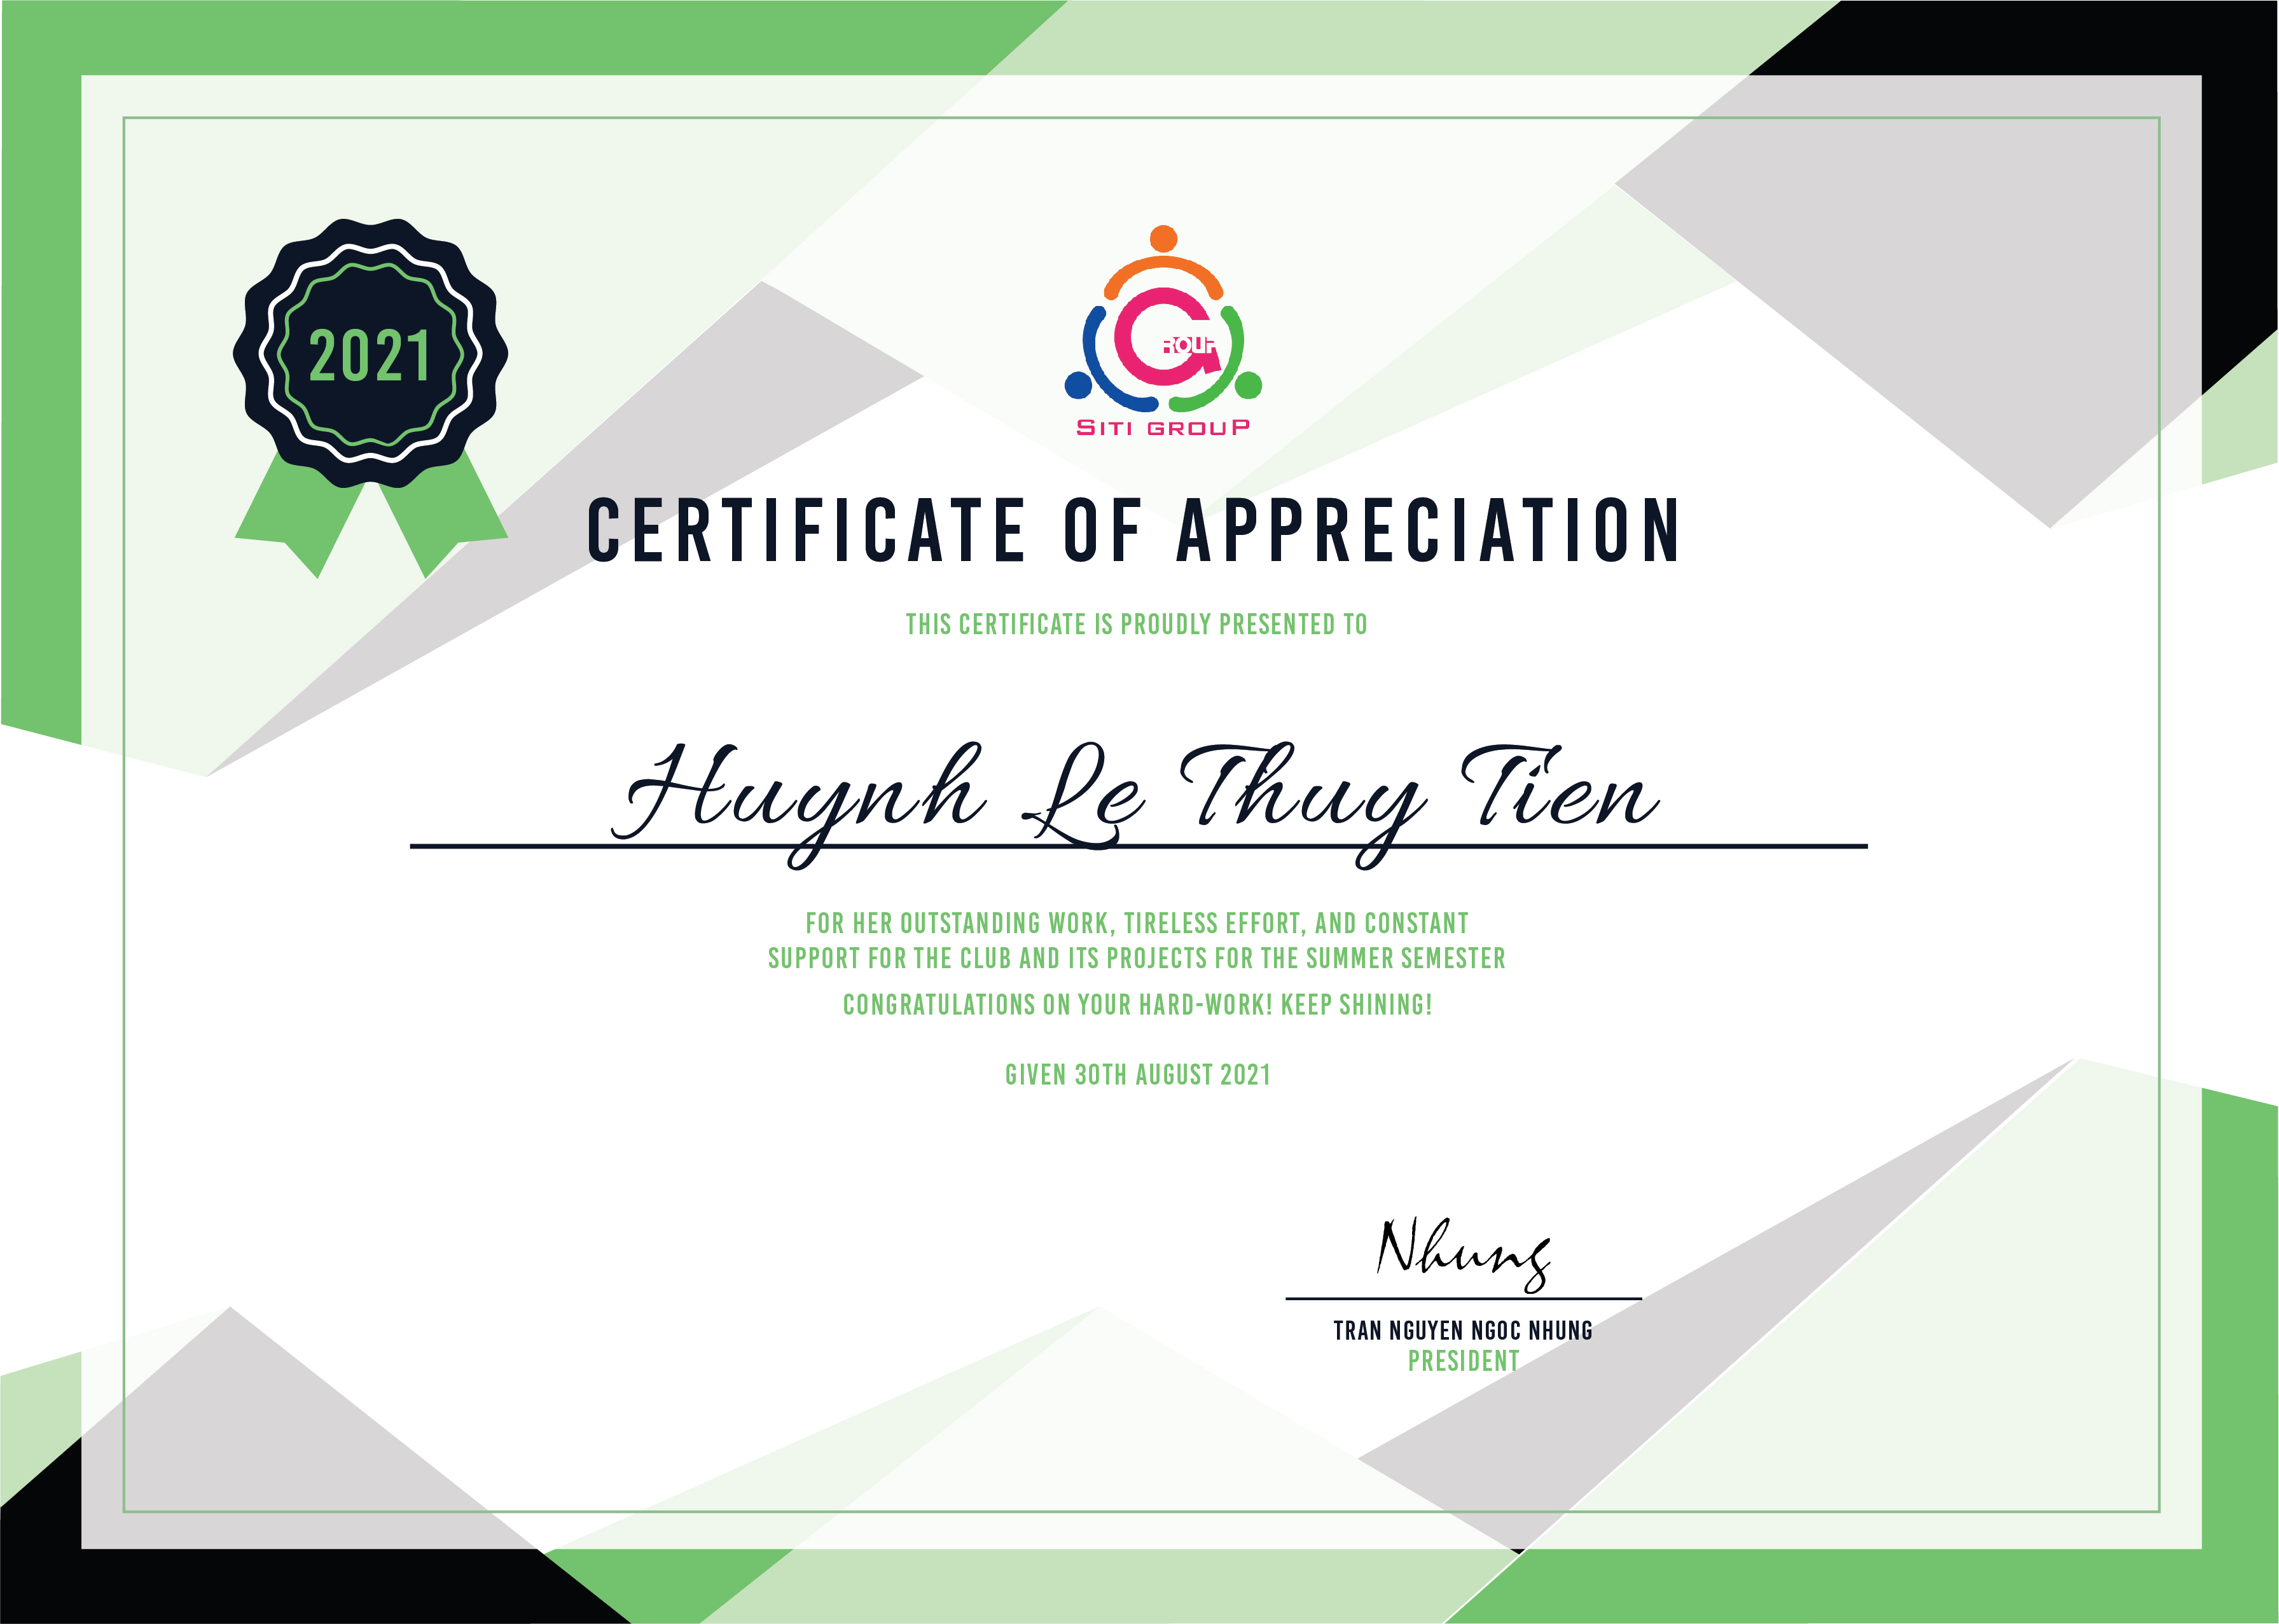 2021
ROUP
SITI GROUP
CERTIFICATE OF APPRECIATION
THIS CERTIFICATE IS PROUDLY PRESENTED TO
Huynh Le Thuy Tien
FOR HER OUTSTANDING WORK, TIRELESS EFFORT, AND CONSTANT
SUPPORT FOR THE CLUB AND ITS PROJECTS FOR THE SUMMER SEMESTER
CONGRATULATIONS ON YOUR HARD-WORK! KEEP SHINING!
GIVEN 30TH AUGUST 2021
Nhung
TRAN NGUYEN NGOC NHUNG
PRESIDENT